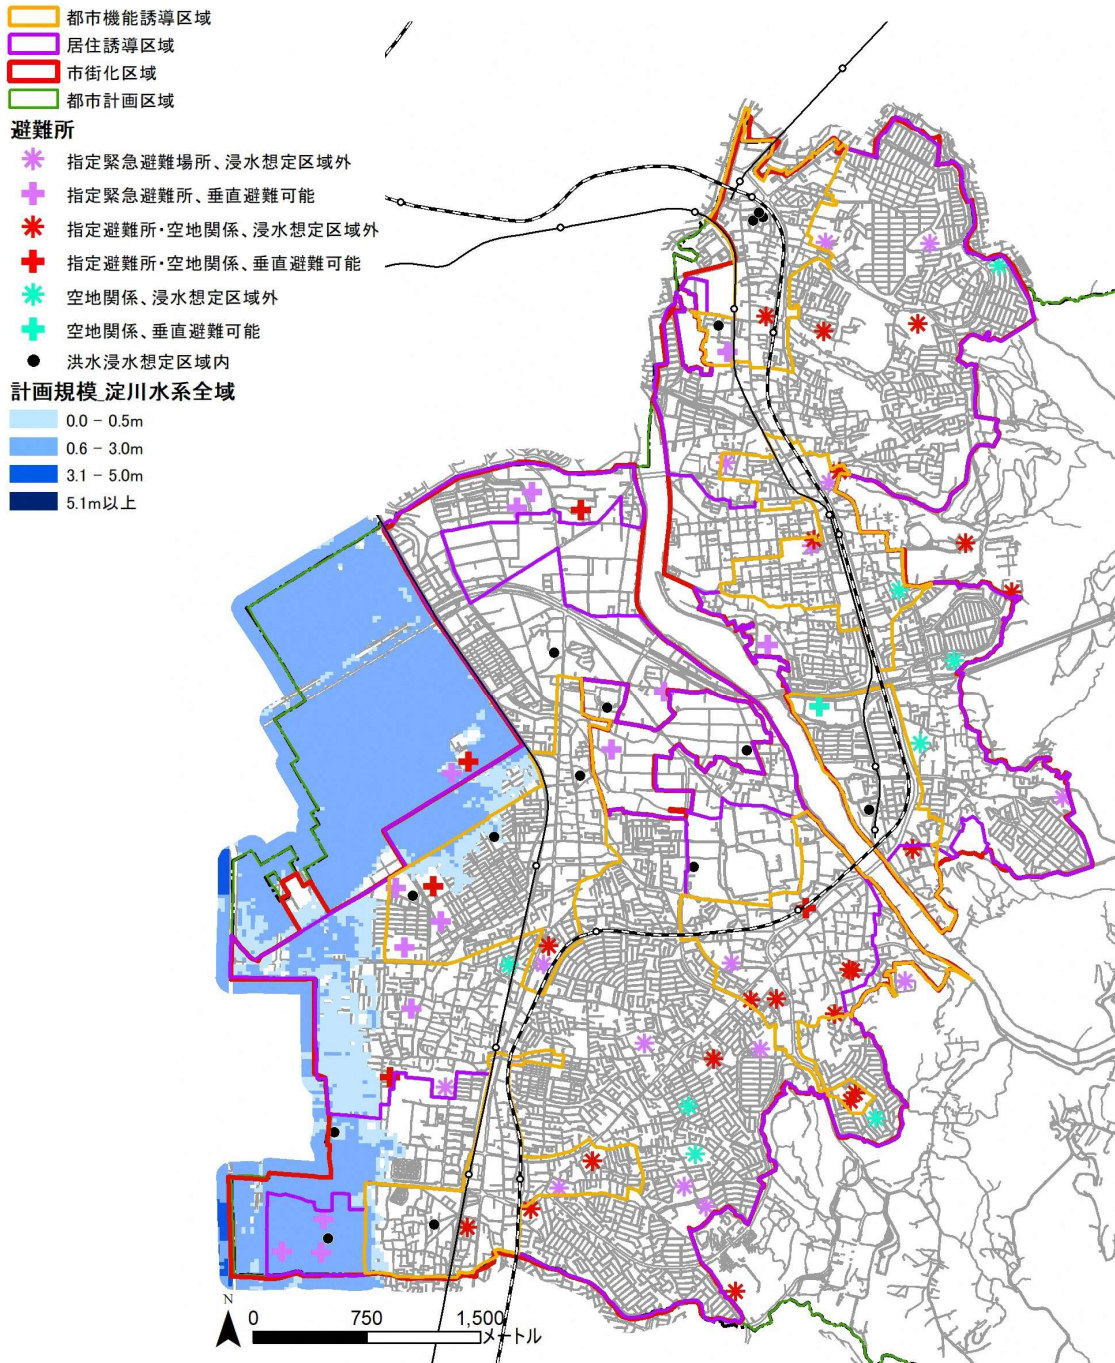 都市機能誘導区域
居住誘導区域
市街化区域
都市計画区域
避難所
指定緊急避難場所、浸水想定区域外
指定緊急避難所、垂直避難可能
指定避難所・空地関係、浸水想定区域外
指定避難所・空地関係、垂直避難可能
空地関係、浸水想定区域外
空地関係、垂直避難可能
洪水浸水想定区域内
計画規模_淀川水系全域
0.0 - 0.5m
0.6 - 3.0m
3.1 - 5.0m
5.1m以上
N
0 750 1,500
メートル